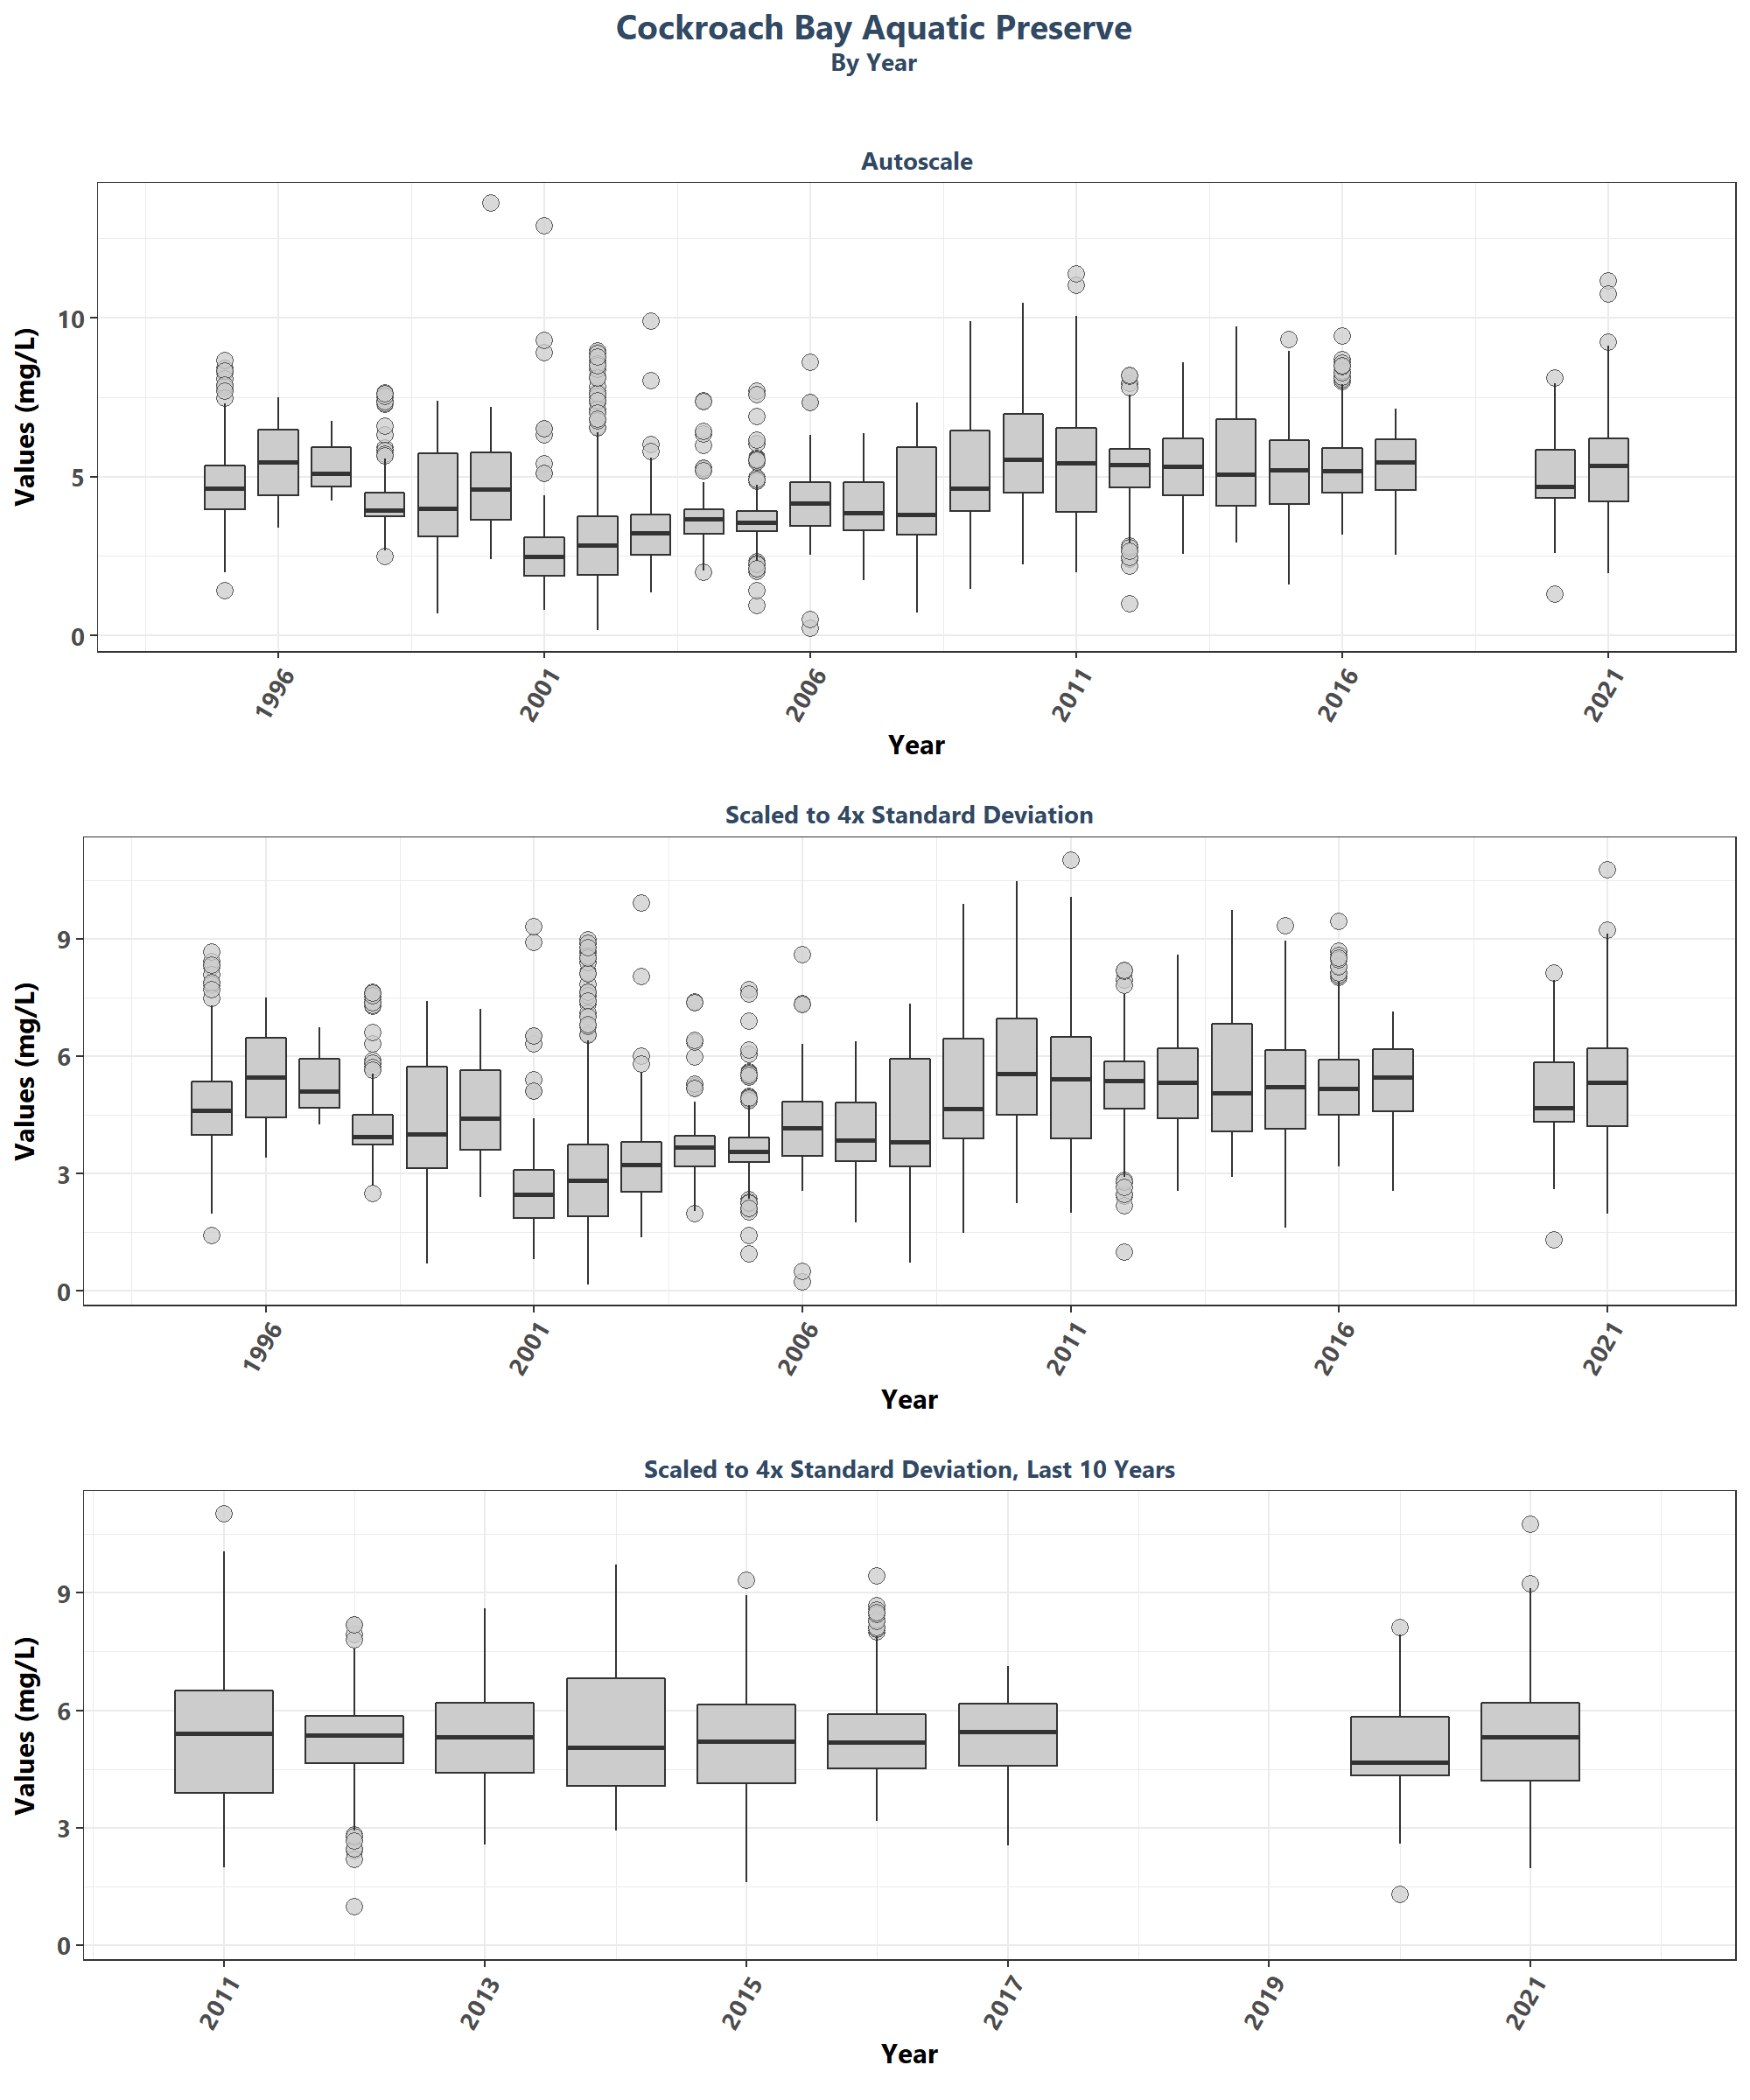 Cockroach Bay Aquatic Preserve
By Year
Autoscale
Values (mg/L)
10
5
0
1996
2001
2006
2011
2016
2021
Year
Scaled to 4x Standard Deviation
Values (mg/L)
9
6
3
0
1996
2001
2006
2011
2016
2021
Year
Scaled to 4x Standard Deviation, Last 10 Years
Values (mg/L)
9
6
3
0
2011
2013
2015
2017
2019
2021
Year